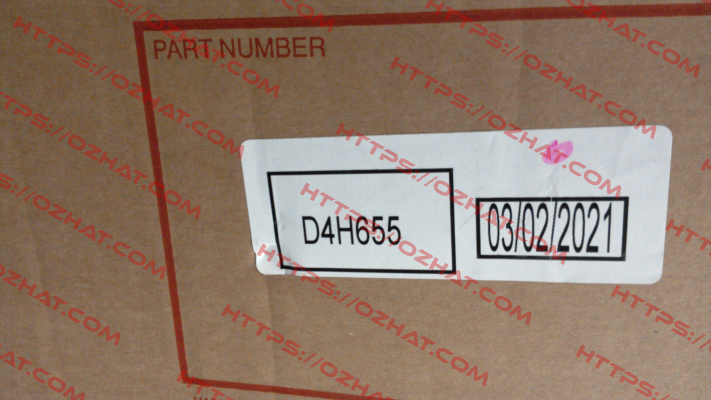 PART NUMBER
D4H655
03/02/2021
HTTPS://OZHAT.COM